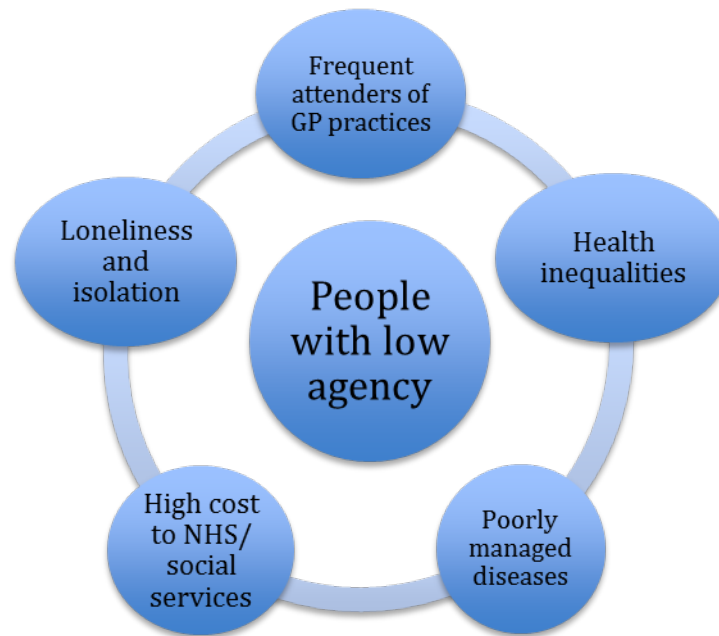 Frequent
attenders of
GP practices
Loneliness
and
isolation
Health
inequalities
People
with low
agency
High cost
to NHS/
social
services
Poorly
managed
diseases